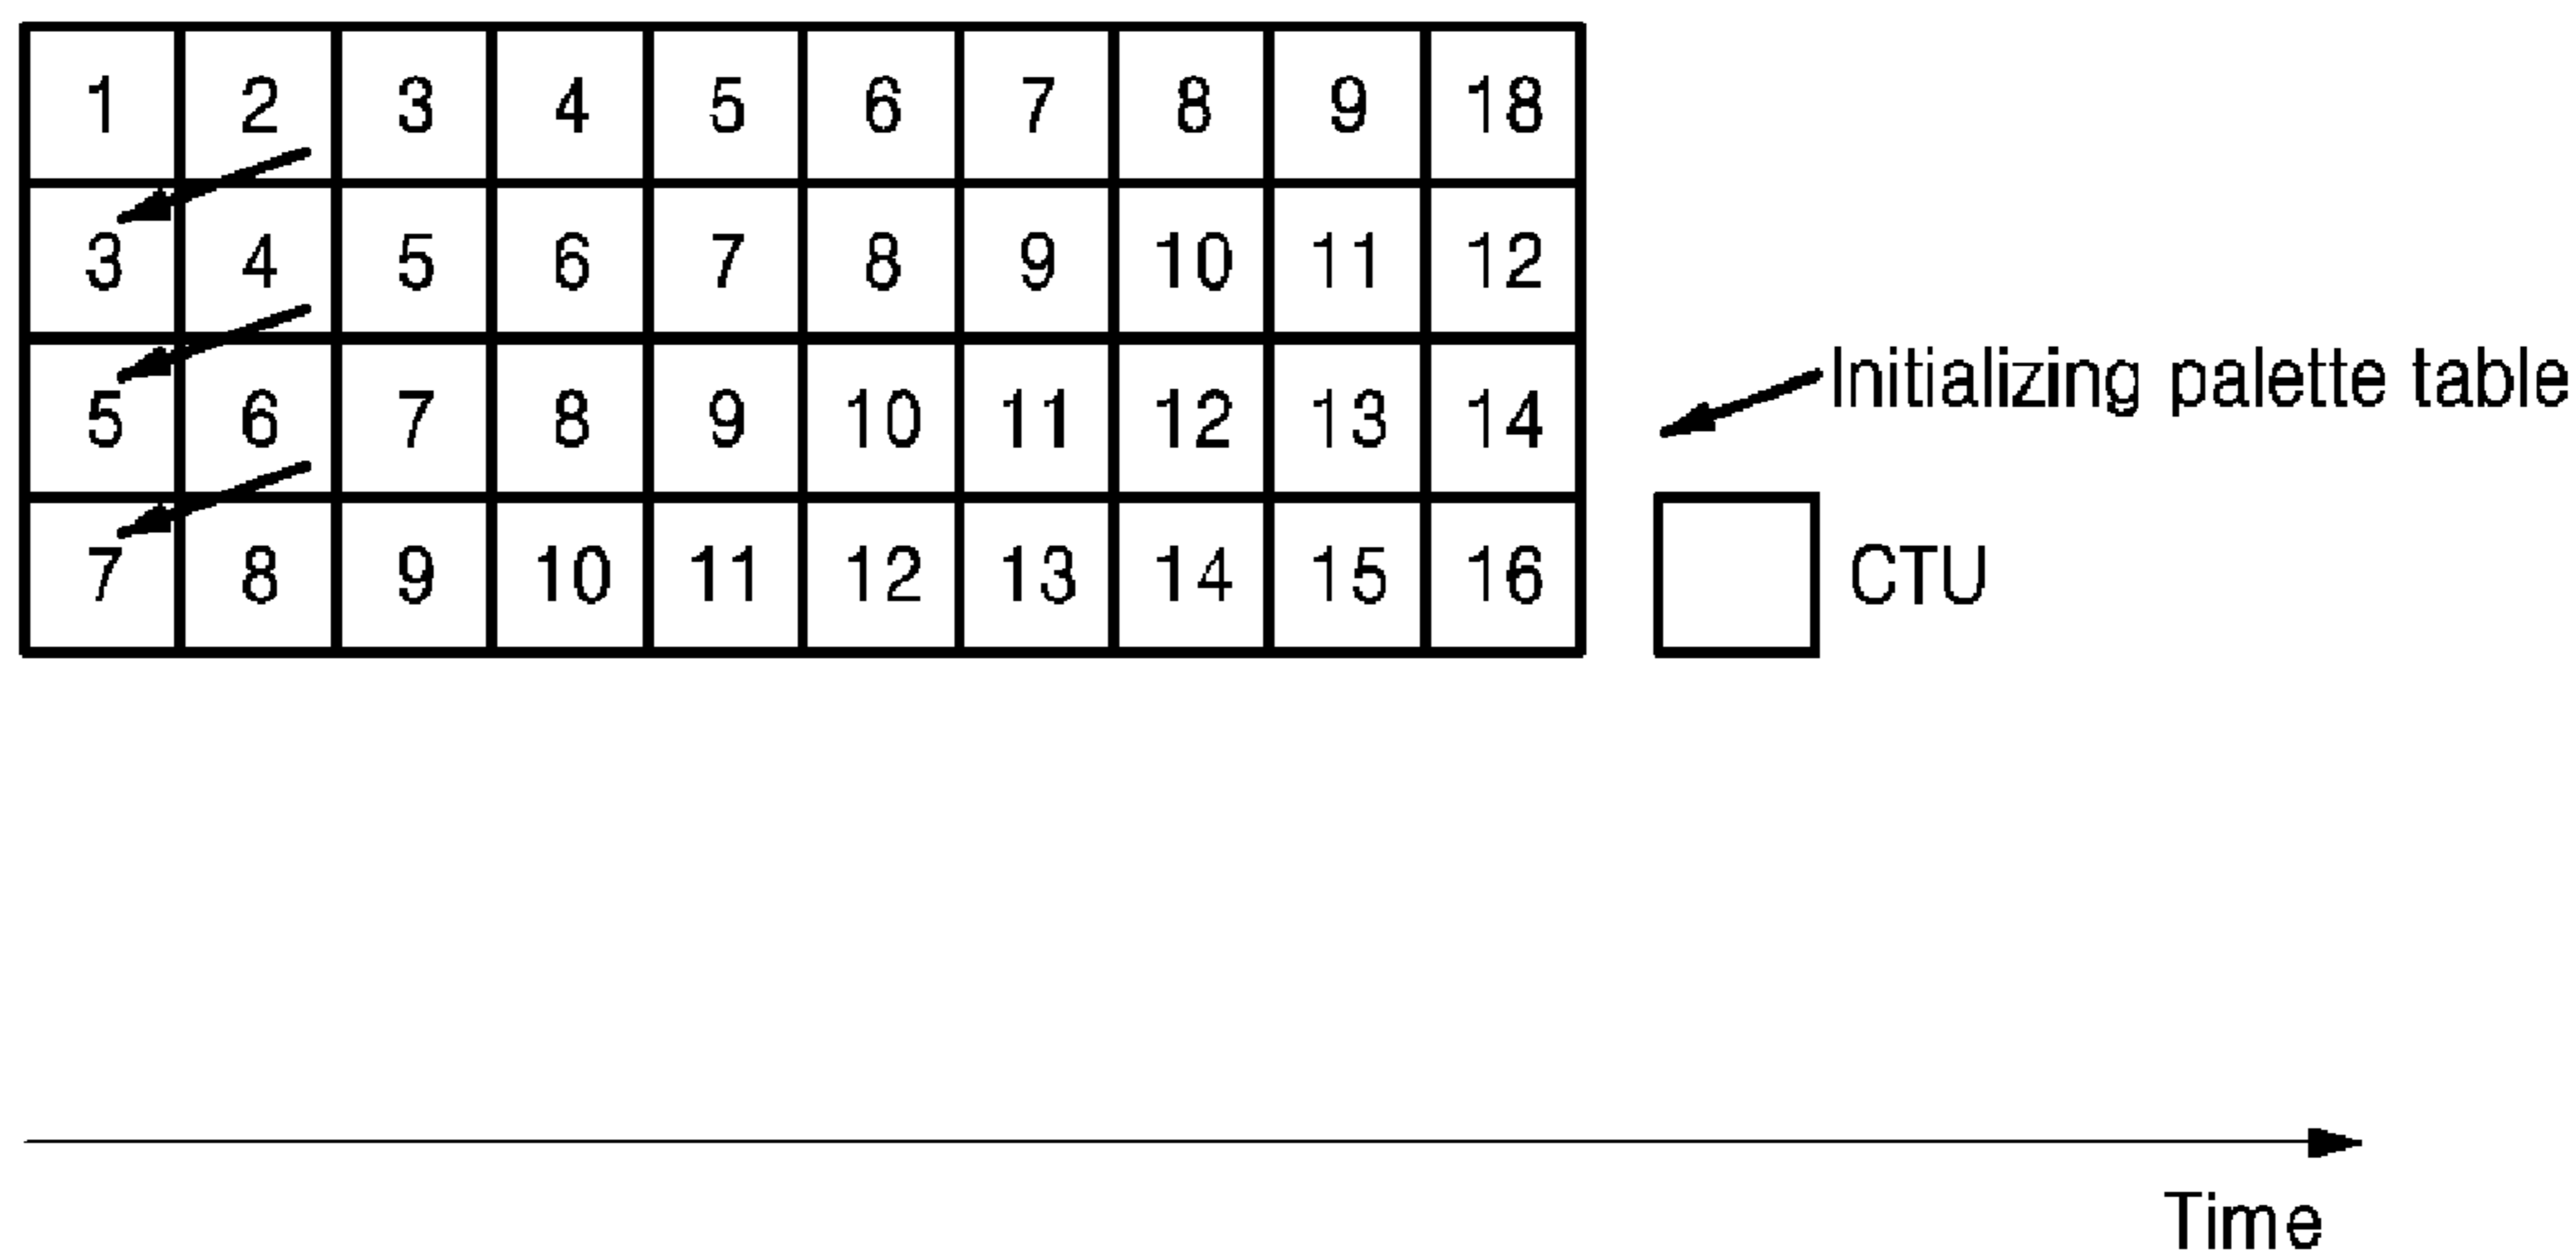 1 2 3 4 5 6 7 8 9 18
3 4 5 6 7 8 9 10 11 12
5 6 7 8 9 10 11 12 13 14
Initializing palette table
7 8 9 10 11 12 13 14 15 16
CTU
Time